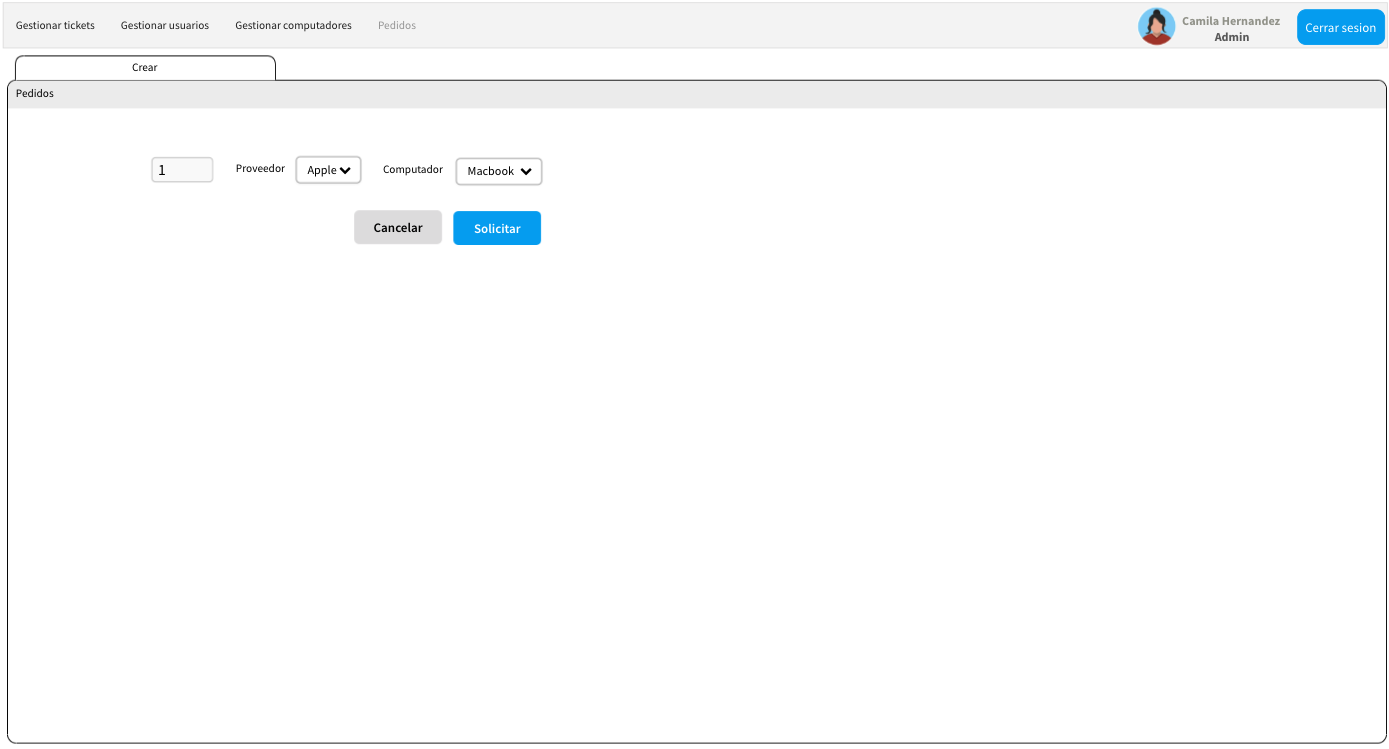 Gestionar tickets Gestionar usuarios Gestionar computadores Pedidos
Camila Hernandez
Admin
Cerrar sesion
Crear
Pedidos
1 Proveedor Apple Computador Macbook
Cancelar Solicitar